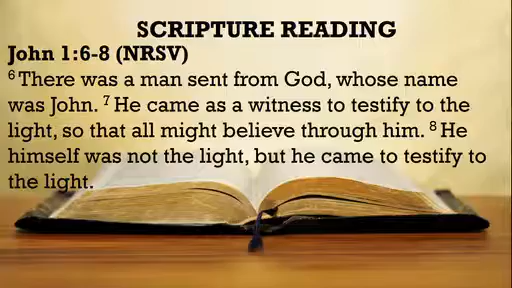 SCRIPTURE READING
John 1:6-8 (NRSV)
⁶ There was a man sent from God, whose name
was John. ⁷ He came as a witness to testify to the
light, so that all might believe through him. ⁸ He
himself was not the light, but he came to testify to
the light.